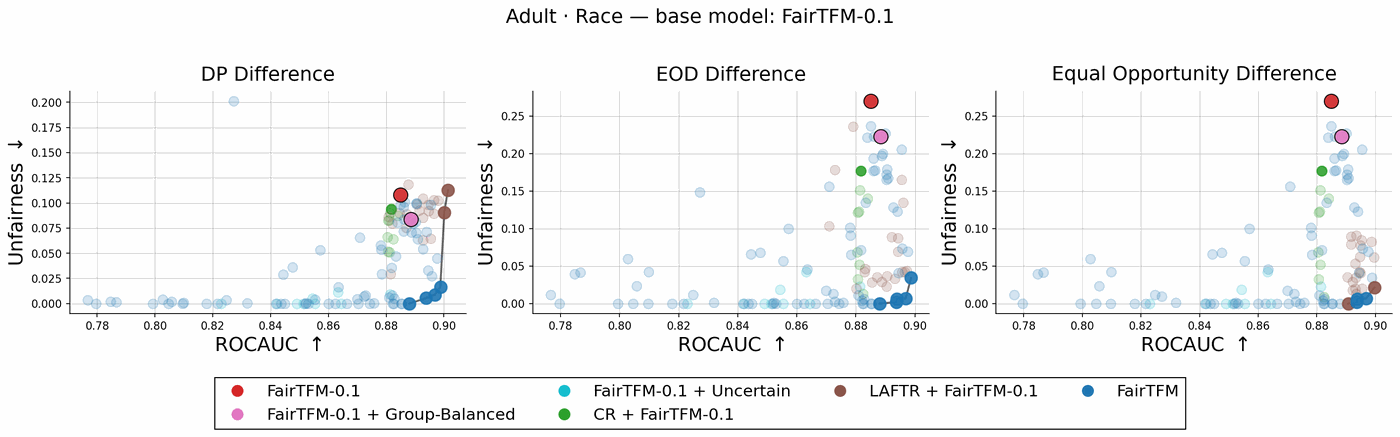 Adult · Race — base model: FairTFM-0.1
DP Difference
EOD Difference
Equal Opportunity Difference
Unfairness ↓
0.200
0.175
0.150
0.125
0.100
0.075
0.050
0.025
0.000
0.78 0.80 0.82 0.84 0.86 0.88 0.90
ROCAUC ↑
Unfairness ↓
0.25
0.20
0.15
0.10
0.05
0.00
0.78 0.80 0.82 0.84 0.86 0.88 0.90
ROCAUC ↑
Unfairness ↓
0.25
0.20
0.15
0.10
0.05
0.00
0.78 0.80 0.82 0.84 0.86 0.88 0.90
ROCAUC ↑
FairTFM-0.1
FairTFM-0.1 + Group-Balanced
FairTFM-0.1 + Uncertain
CR + FairTFM-0.1
LAFTR + FairTFM-0.1
FairTFM